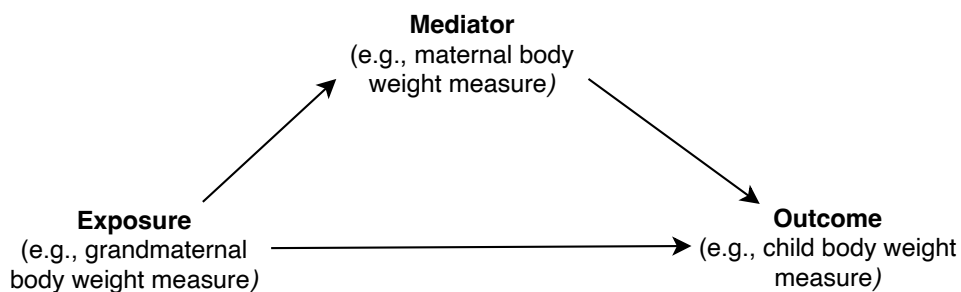 Mediator
(e.g., maternal body
weight measure)
Exposure
(e.g., grandmaternal
body weight measure)
Outcome
(e.g., child body weight
measure)